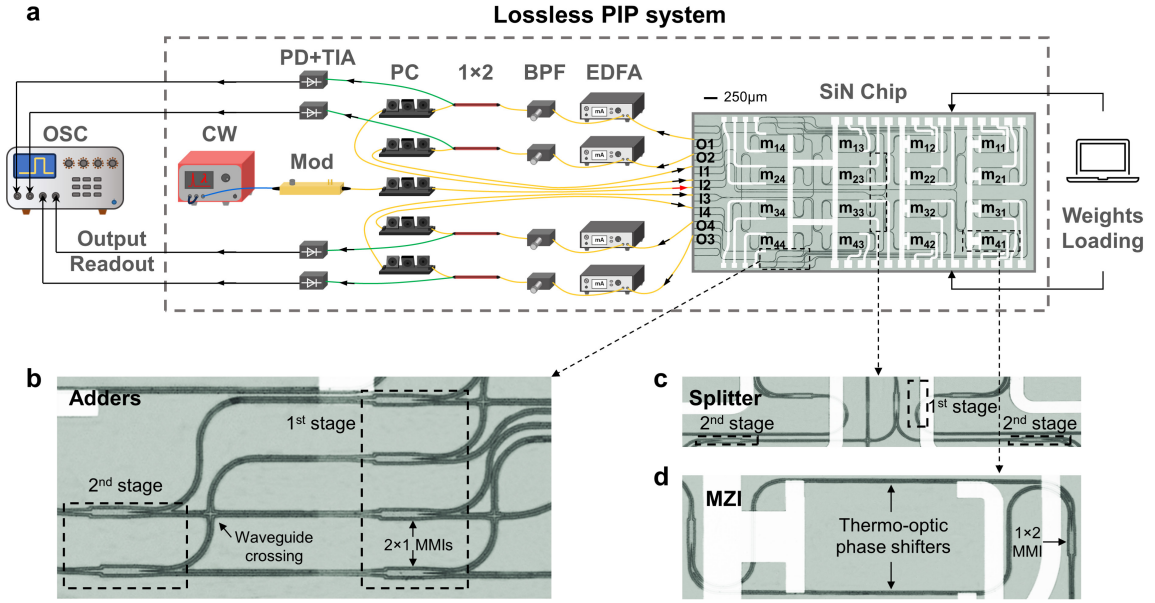 a
Lossless PIP system
PD+TIA
PC
1×2
BPF
EDFA
250μm
SiN Chip
OSC
CW
Mod
mA
mA
mA
mA
O1
O2
I1
I2
I3
I4
O4
O3
m14
m13
m12
m11
m24
m23
m22
m21
m34
m33
m32
m31
m44
m43
m42
m41
Output
Readout
Weights
Loading
b
Adders
1st stage
2nd stage
Waveguide
crossing
2×1 MMIs
c
Splitter
1st stage
2nd stage
2nd stage
d
MZI
Thermo-optic
phase shifters
1×2
MMI